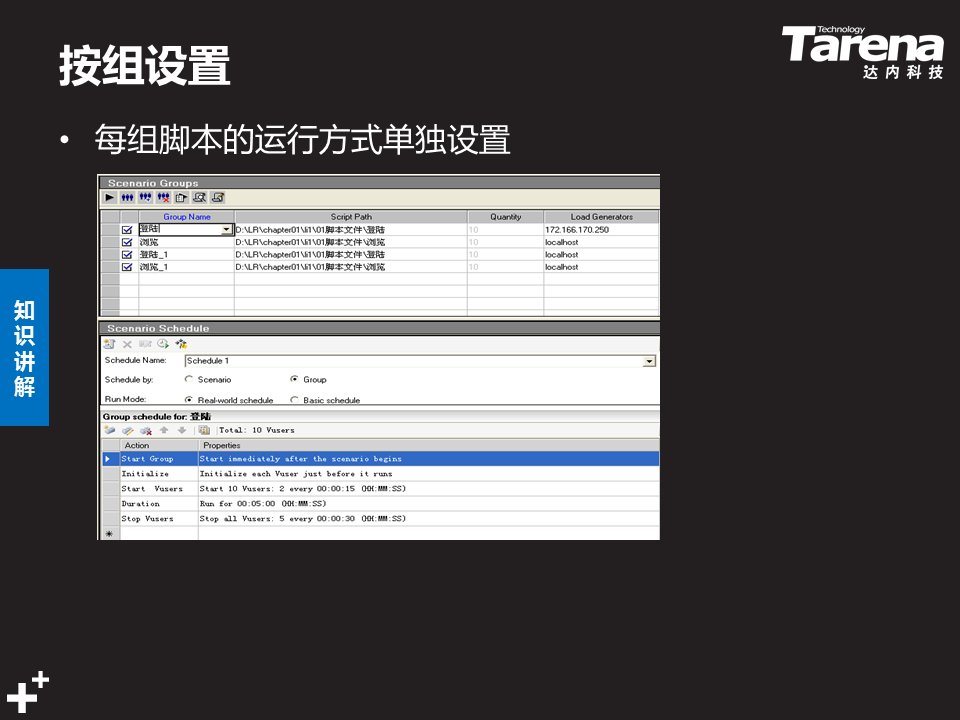 按组设置
Technology
Tarena
达内科技
• 每组脚本的运行方式单独设置
知识讲解
Scenario Groups
Group Name Script Path Quantity Load Generators
登陆 D:\LR\chapter01\li1\01脚本文件\登陆 10 172.166.170.250
浏览 D:\LR\chapter01\li1\01脚本文件\浏览 10 localhost
登陆_1 D:\LR\chapter01\li1\01脚本文件\登陆 10 localhost
浏览_1 D:\LR\chapter01\li1\01脚本文件\浏览 10 localhost
Scenario Schedule
Schedule Name: Schedule 1
Schedule by: Scenario Group
Run Mode: Real-world schedule Basic schedule
Group schedule for: 登陆
Total: 10 Vusers
Action Properties
Start Group Start immediately after the scenario begins
Initialize Initialize each Vuser just before it runs
Start Vusers Start 10 Vusers: 2 every 00:00:15 (HH:MM:SS)
Duration Run for 00:05:00 (HH:MM:SS)
Stop Vusers Stop all Vusers: 5 every 00:00:30 (HH:MM:SS)